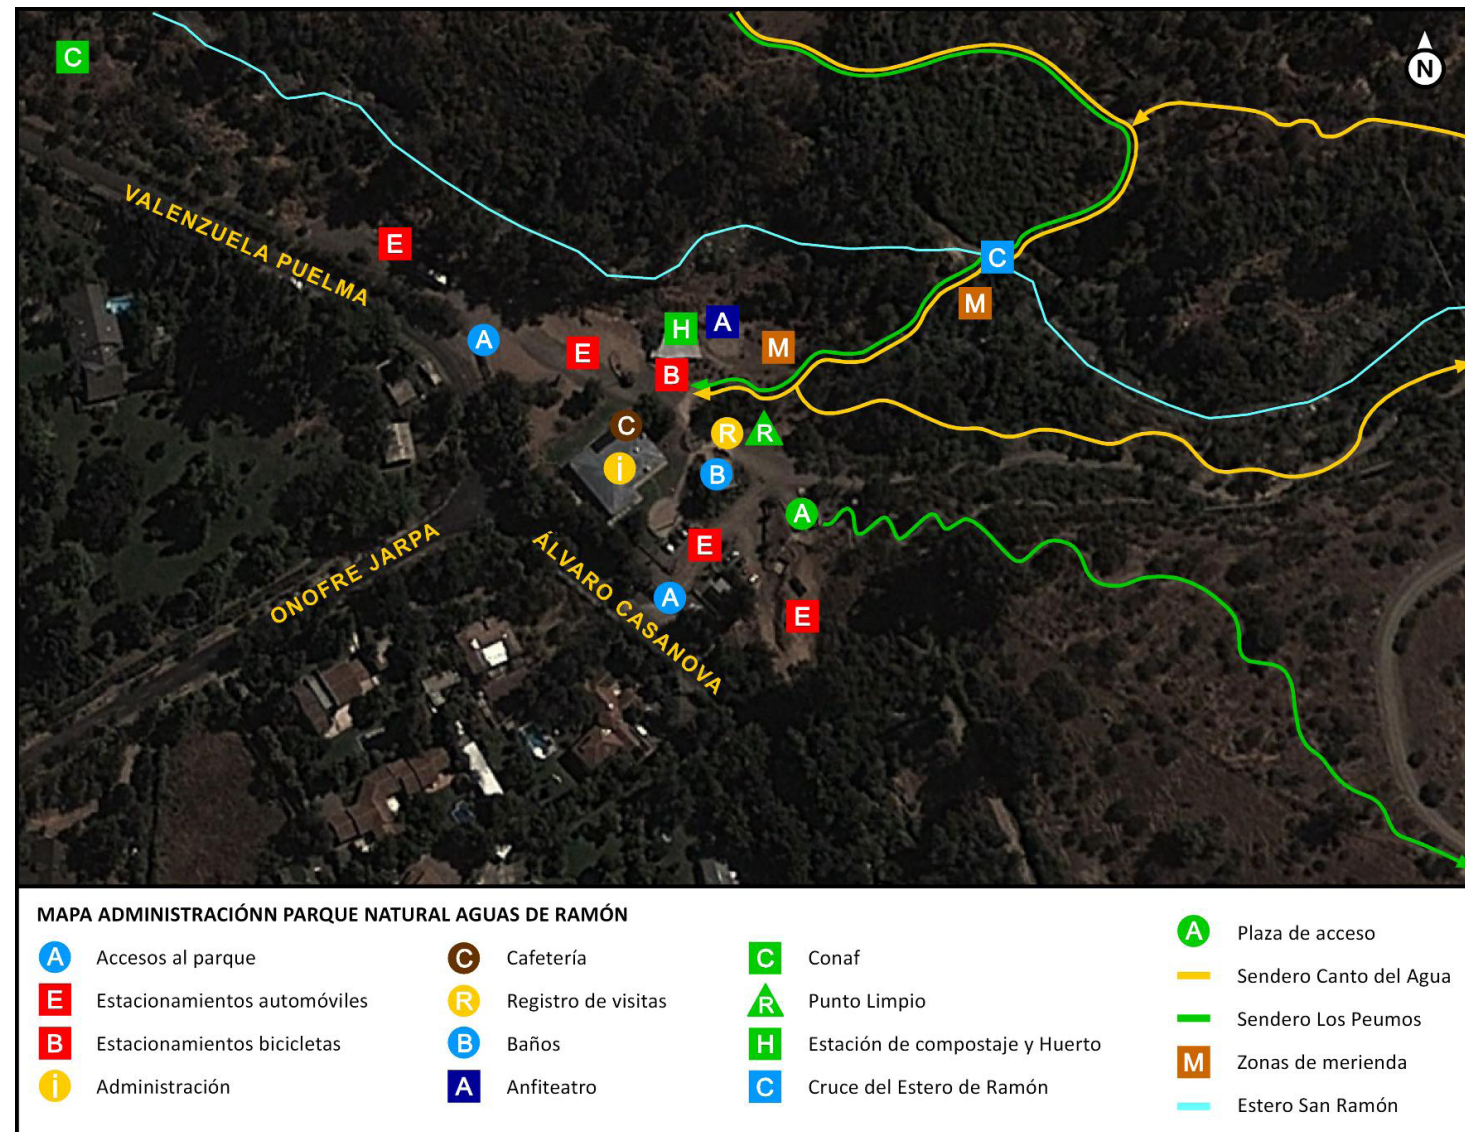 C
N
VALENZUELA PUELMA
E
C
M
A
H
A
E
M
B
C
R
R
i
B
A
ONOFRE JARPA
ÁLVARO CASANOVA
E
A
E
MAPA ADMINISTRACIÓNN PARQUE NATURAL AGUAS DE RAMÓN
A Accesos al parque
E Estacionamientos automóviles
B Estacionamientos bicicletas
i Administración
C Cafetería
R Registro de visitas
B Baños
A Anfiteatro
C Conaf
R Punto Limpio
H Estación de compostaje y Huerto
C Cruce del Estero de Ramón
A Plaza de acceso
Sendero Canto del Agua
Sendero Los Peumos
M Zonas de merienda
Estero San Ramón